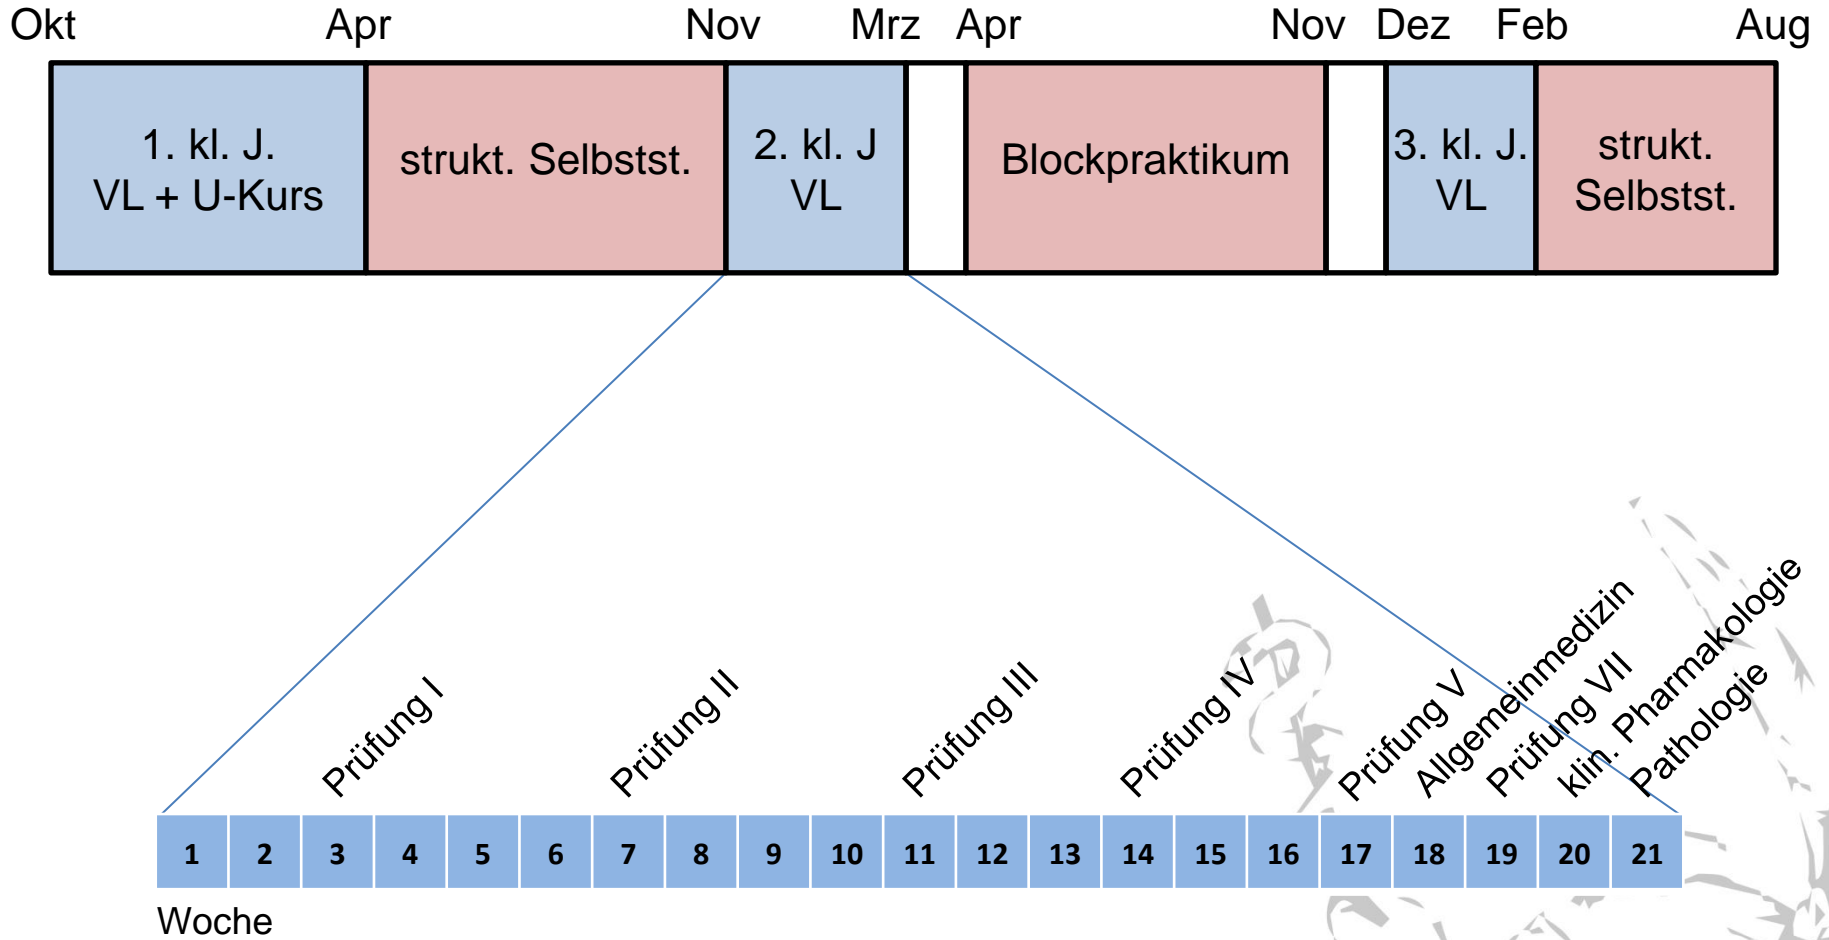 Okt Apr Nov Mrz Apr Nov Dez Feb Aug
1. kl. J.
VL + U-Kurs
strukt. Selbstst.
2. kl. J
VL
Blockpraktikum
3. kl. J.
VL
strukt.
Selbstst.
Prüfung I
Prüfung II
Prüfung III
Prüfung IV
Prüfung V
Allgemeinmedizin
Prüfung VII
klin. Pharmakologie
Pathologie
1 2 3 4 5 6 7 8 9 10 11 12 13 14 15 16 17 18 19 20 21
Woche